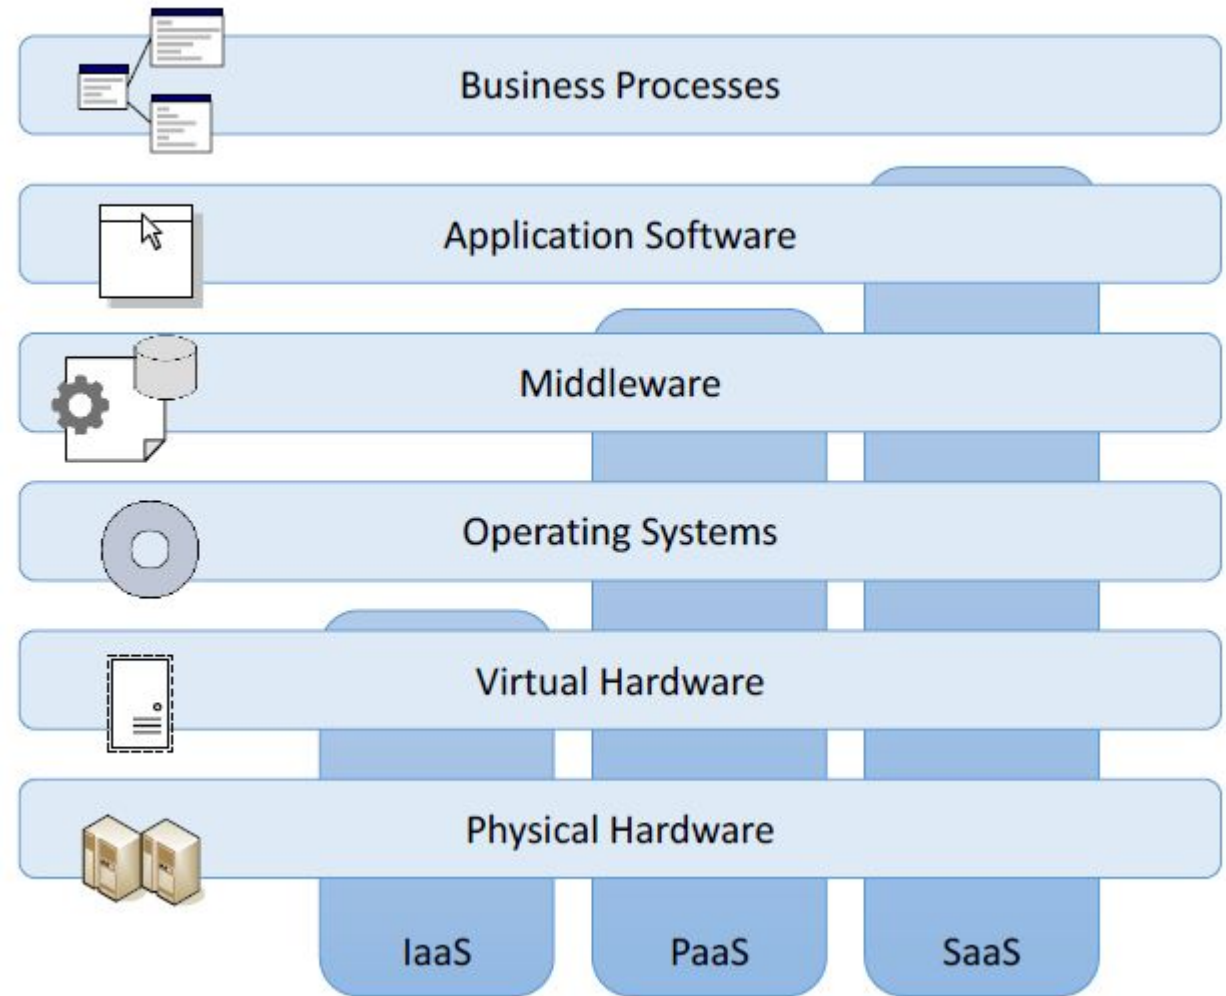 Business Processes
Application Software
Middleware
Operating Systems
Virtual Hardware
Physical Hardware
IaaS
PaaS
SaaS